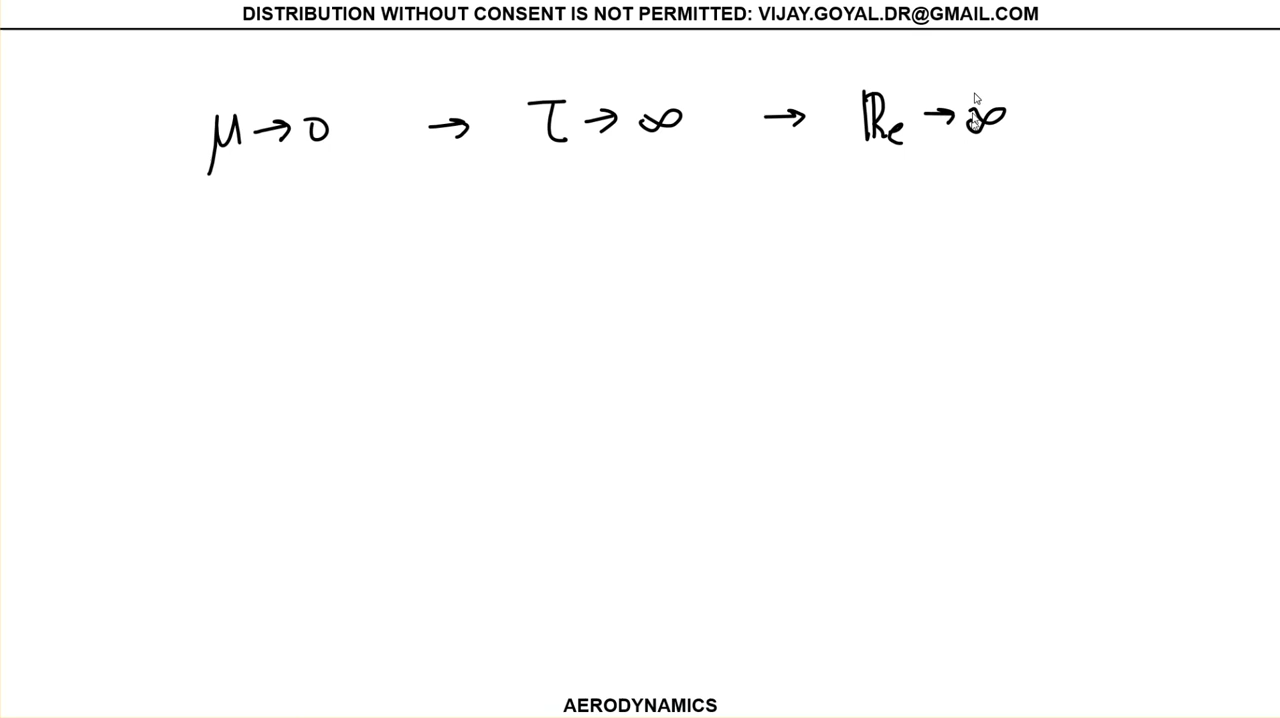 DISTRIBUTION WITHOUT CONSENT IS NOT PERMITTED: VIJAY.GOYAL.DR@GMAIL.COM
μ → 0 → τ → ∞ → ℝe → ∞
AERODYNAMICS